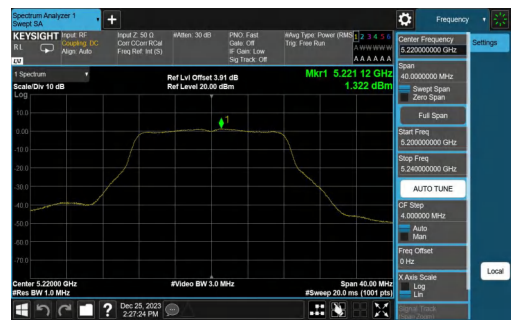 Spectrum Analyzer 1
Swept SA
Frequency
KEYSIGHT
Input: RF
Input Z: 50 Ω
#Atten: 30 dB
PNO: Fast
#Avg Type: Power (RMS
1 2 3 4 5 6
RL
Coupling: DC
Corr CCorr RCal
Gate: Off
Trig: Free Run
A W W W W W
Align: Auto
Freq Ref: Int (S)
IF Gain: Low
Sig Track: Off
A A A A A A
1 Spectrum
Ref Lvl Offset 3.91 dB
Mkr1 5.221 12 GHz
Scale/Div 10 dB
Ref Level 20.00 dBm
1.322 dBm
Log
10.0
0.00
-10.0
-20.0
-30.0
-40.0
-50.0
-60.0
-70.0
1
Center 5.22000 GHz
#Video BW 3.0 MHz
Span 40.00 MHz
#Res BW 1.0 MHz
#Sweep 20.0 ms (1001 pts)
Dec 25, 2023
2:27:24 PM
Center Frequency
5.220000000 GHz
Settings
Span
40.0000000 MHz
Swept Span
Zero Span
Full Span
Start Freq
5.200000000 GHz
Stop Freq
5.240000000 GHz
AUTO TUNE
CF Step
4.000000 MHz
Auto
Man
Freq Offset
0 Hz
X Axis Scale
Log
Lin
Local
Signal Track